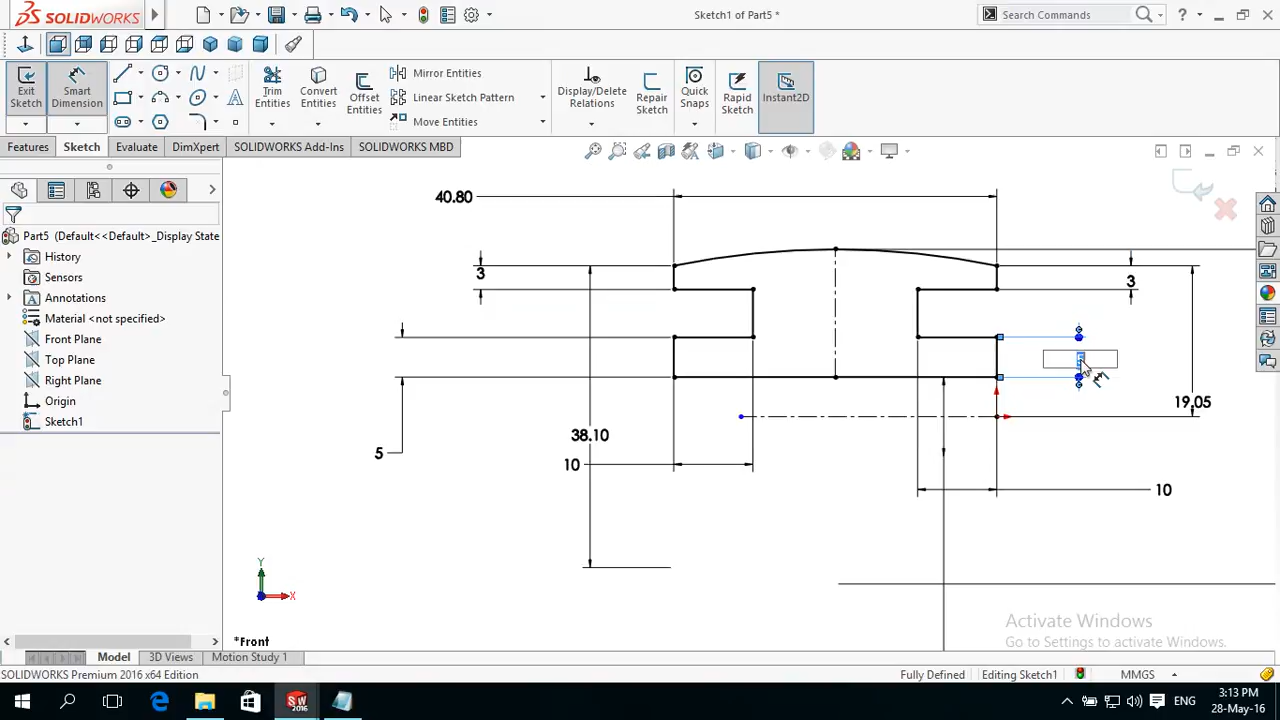 SOLIDWORKS
Sketch1 of Part5 *
Search Commands
Exit Sketch
Smart Dimension
Trim Entities
Convert Entities
Offset Entities
Mirror Entities
Linear Sketch Pattern
Move Entities
Display/Delete Relations
Repair Sketch
Quick Snaps
Rapid Sketch
Instant2D
Features
Sketch
Evaluate
DimXpert
SOLIDWORKS Add-Ins
SOLIDWORKS MBD
Part5 (Default<<Default>_Display State
History
Sensors
Annotations
Material <not specified>
Front Plane
Top Plane
Right Plane
Origin
Sketch1
40.80
3
3
5
38.10
10
19.05
10
Y
X
*Front
Activate Windows
Go to Settings to activate Windows.
Model
3D Views
Motion Study 1
SOLIDWORKS Premium 2016 x64 Edition
Fully Defined
Editing Sketch1
MMGS
SW
2016
ENG
3:13 PM
28-May-16